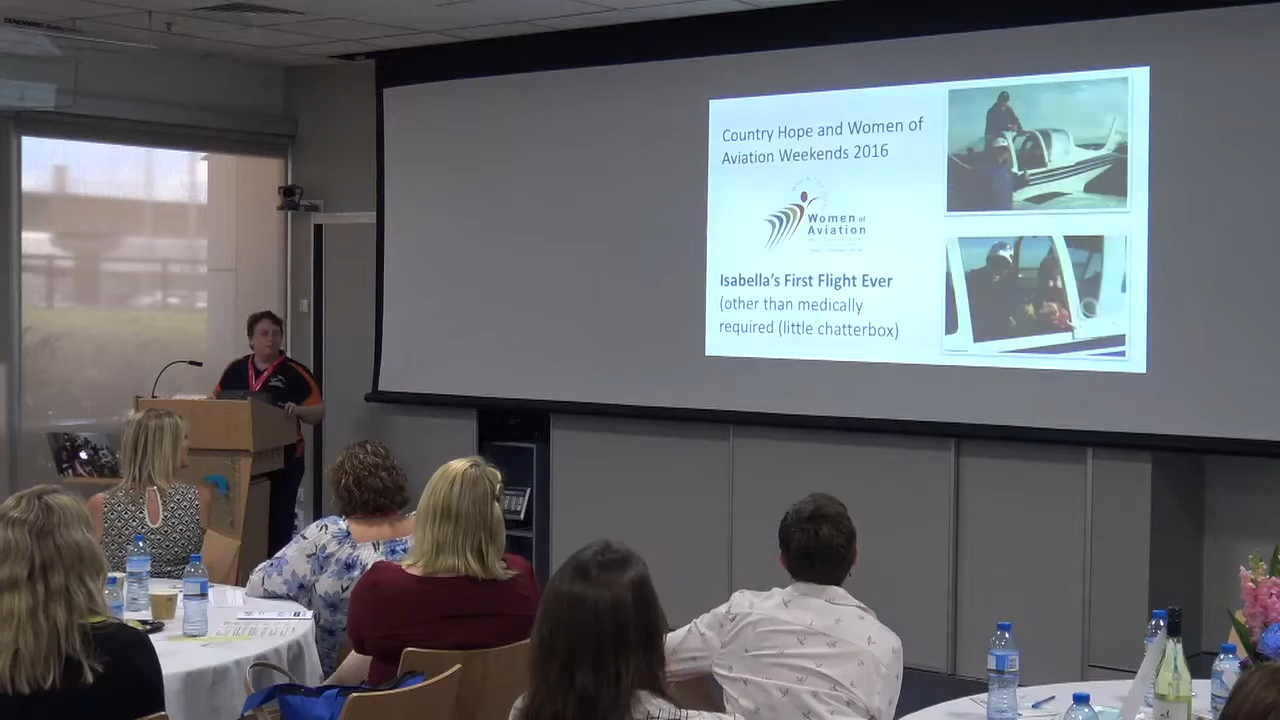 Country Hope and Women of
Aviation Weekends 2016
Women of
Aviation
Isabella's First Flight Ever
(other than medically
required (little chatterbox)